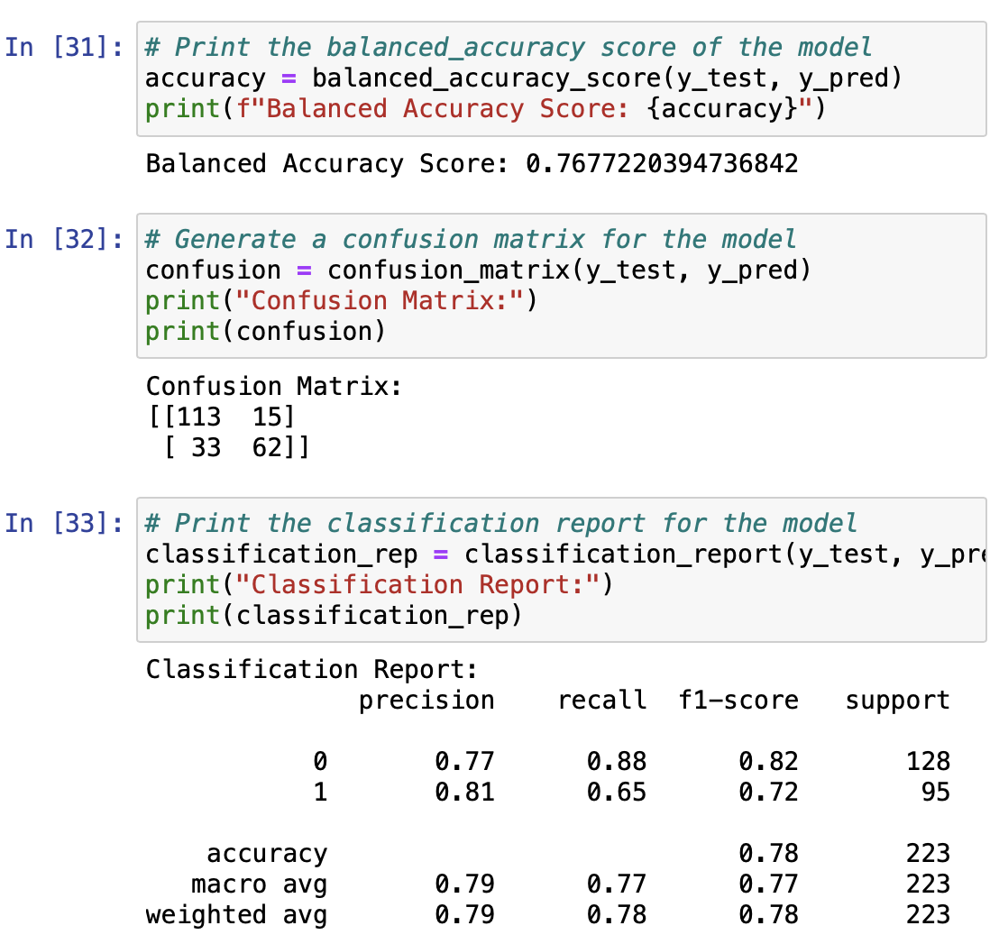 In [31]: # Print the balanced_accuracy score of the model
accuracy = balanced_accuracy_score(y_test, y_pred)
print(f"Balanced Accuracy Score: {accuracy}")
Balanced Accuracy Score: 0.7677220394736842
In [32]: # Generate a confusion matrix for the model
confusion = confusion_matrix(y_test, y_pred)
print("Confusion Matrix:")
print(confusion)
Confusion Matrix:
[[113  15]
 [ 33  62]]
In [33]: # Print the classification report for the model
classification_rep = classification_report(y_test,
print("Classification Report:")
print(classification_rep)
Classification Report:
precision recall f1-score support
0 0.77 0.88 0.82 128
1 0.81 0.65 0.72 95
accuracy 0.78 223
macro avg 0.79 0.77 0.77 223
weighted avg 0.79 0.78 0.78 223